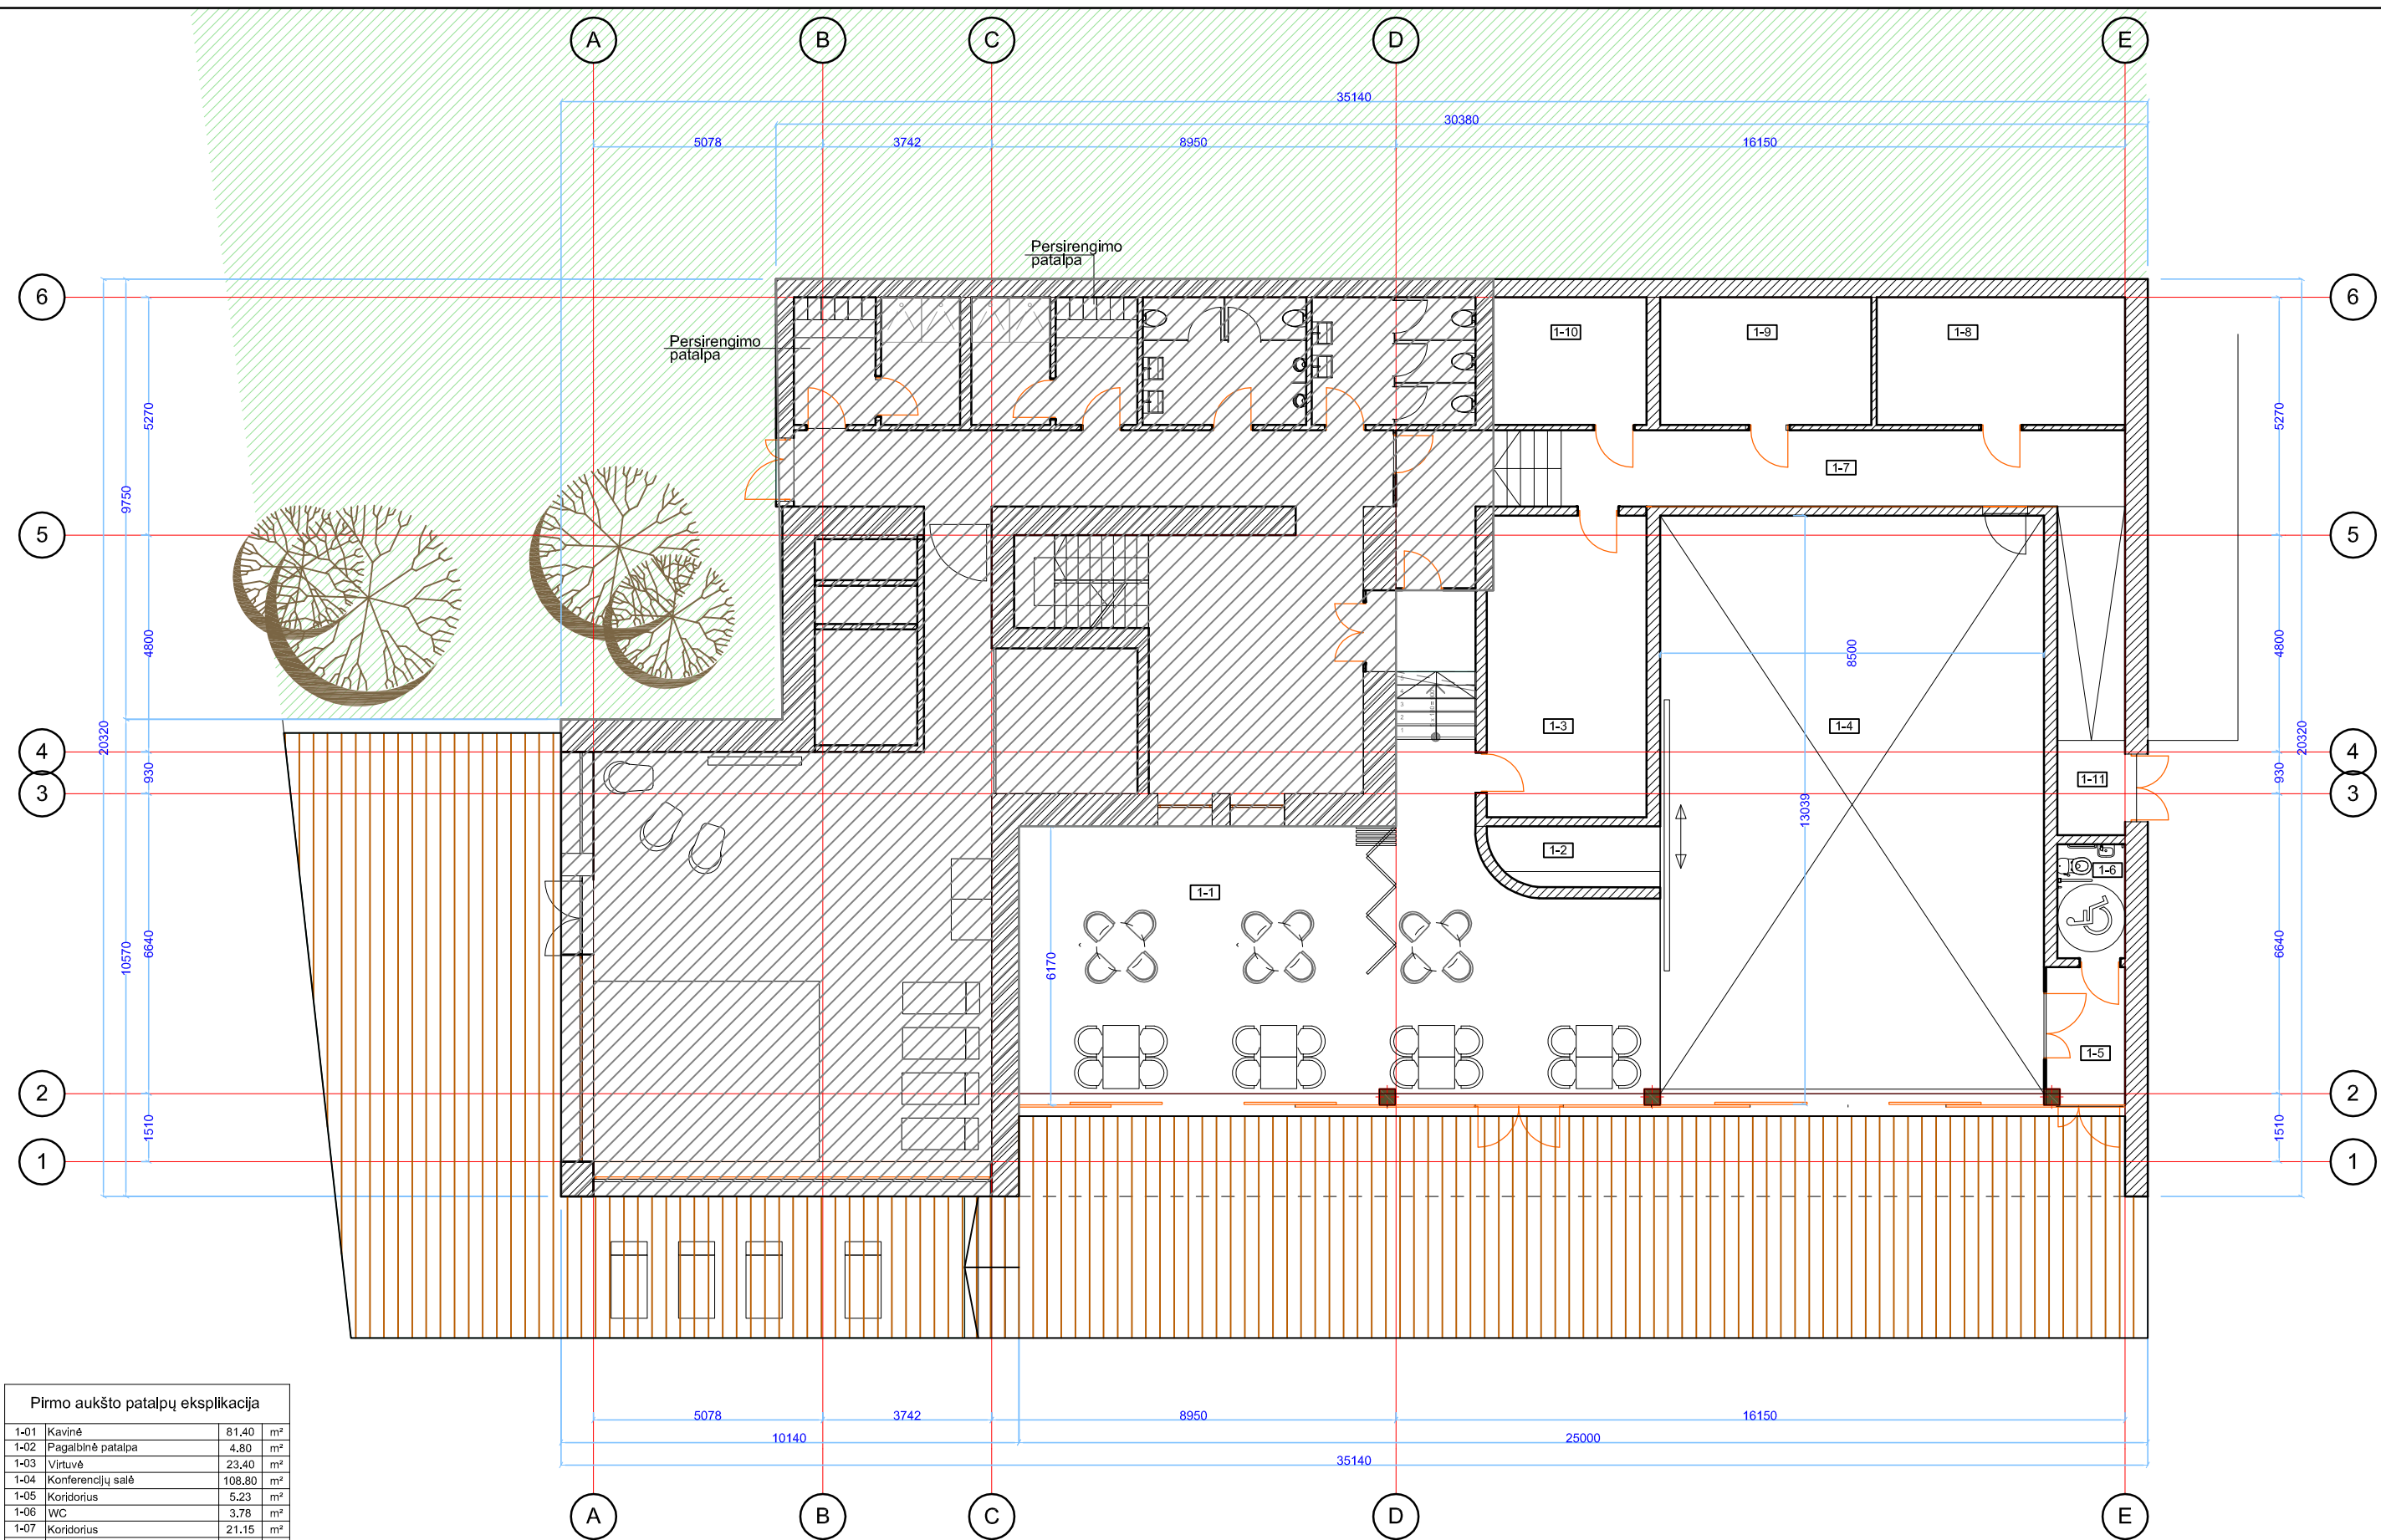 A B C D E
35140
30380
5078 3742 8950 16150
Persirengimo
patalpa
6 6
Persirengimo
patalpa
1-10 1-9 1-8
5270 5270
1-7
9750
5 5
4800 8500 4800
3
2
1
1-3 1-4
20320 20320
4 4
930 1-11 930
3 3
13039
1-2
1-6
1-1
10570 6640 6170 6640
1-5
2 2
1510 1510
1 1
Pirmo aukšto patalpų eksplikacija
1-01 Kavinė 81.40 m²
1-02 Pagalbinė patalpa 4.80 m²
1-03 Virtuvė 23.40 m²
1-04 Konferencijų salė 108.80 m²
1-05 Koridorius 5.23 m²
1-06 WC 3.78 m²
1-07 Koridorius 21.15 m²
5078 3742 8950 16150
10140 25000
35140
A B C D E